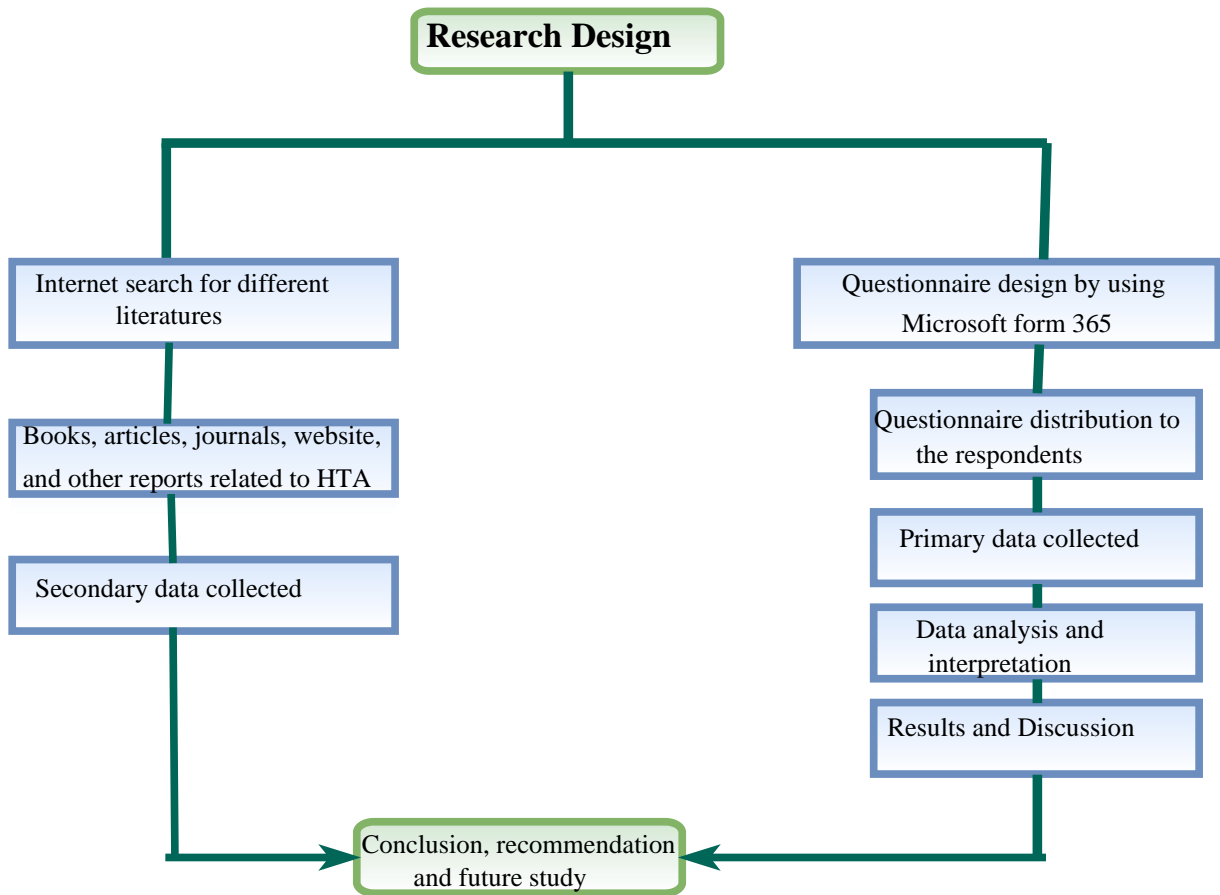 Research Design
Internet search for different
literatures
Books, articles, journals, website,
and other reports related to HTA
Secondary data collected
Questionnaire design by using
Microsoft form 365
Questionnaire distribution to
the respondents
Primary data collected
Data analysis and
interpretation
Results and Discussion
Conclusion, recommendation
and future study